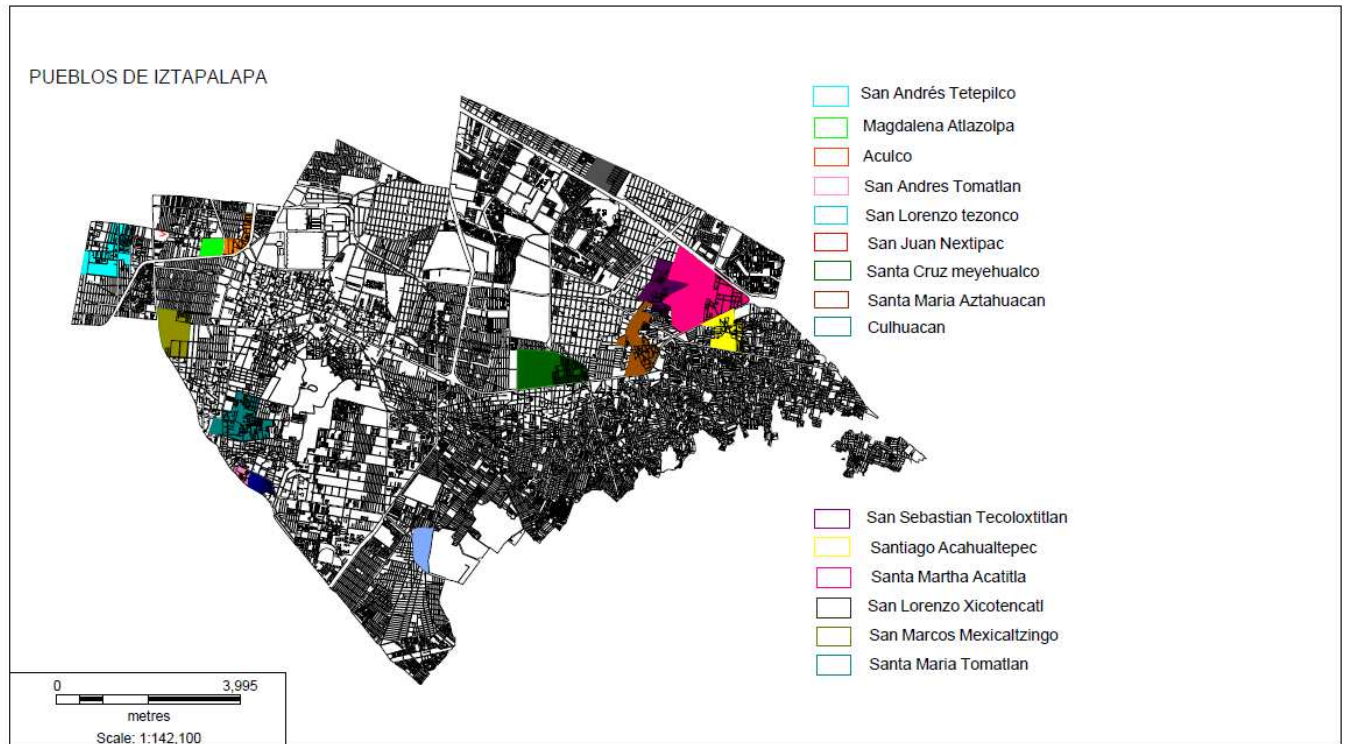 PUEBLOS DE IZTAPALAPA
San Andrés Tetepilco
Magdalena Atlazolpa
Aculco
San Andres Tomatlan
San Lorenzo tezonco
San Juan Nextipac
Santa Cruz meyehualco
Santa Maria Aztahuacan
Culhuacan
San Sebastian Tecoloxtitlan
Santiago Acahualtepec
Santa Martha Acatitla
San Lorenzo Xicotencatl
San Marcos Mexicaltzingo
Santa Maria Tomatlan
0 3,995
metres
Scale: 1:142,100